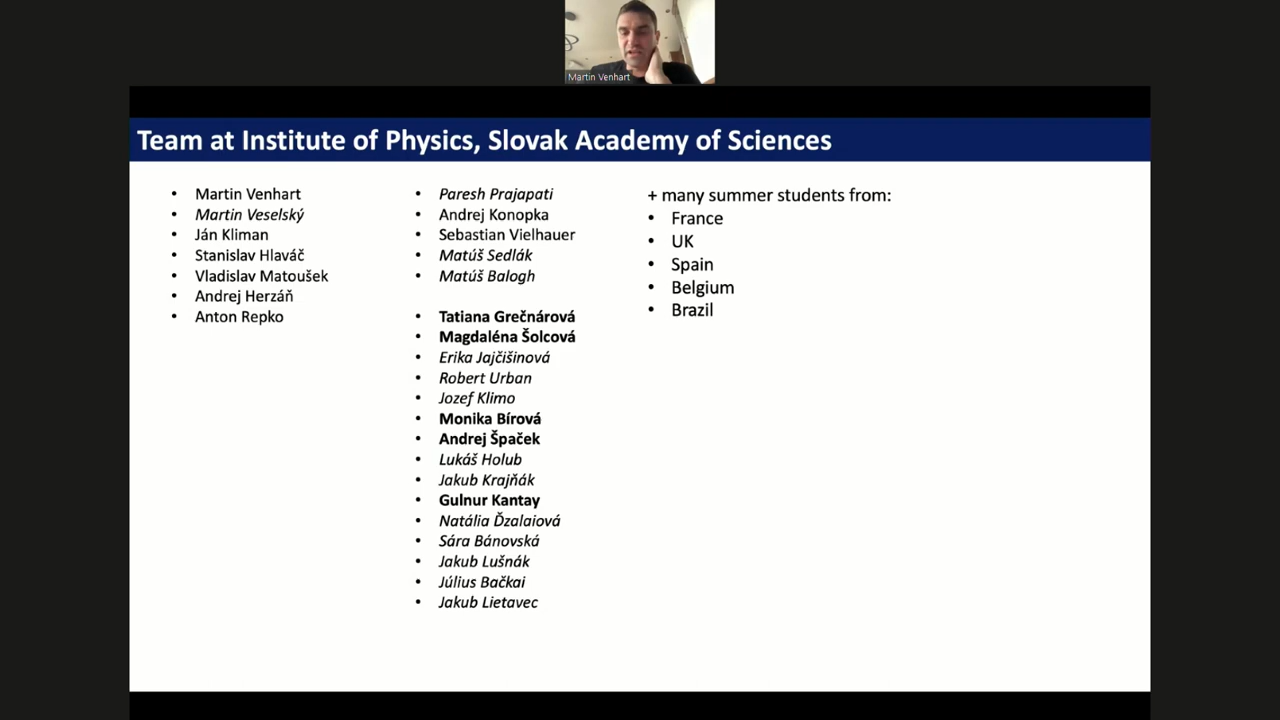 Martin Venhart
Team at Institute of Physics, Slovak Academy of Sciences
• Martin Venhart
• Martin Veselský
• Ján Kliman
• Stanislav Hlaváč
• Vladislav Matoušek
• Andrej Herzáň
• Anton Repko
• Paresh Prajapati
• Andrej Konopka
• Sebastian Vielhauer
• Matúš Sedlák
• Matúš Balogh
• Tatiana Grečnárová
• Magdaléna Šolcová
• Erika Jajčišinová
• Robert Urban
• Jozef Klimo
• Monika Bírová
• Andrej Špaček
• Lukáš Holub
• Jakub Krajňák
• Gulnur Kantay
• Natália Ďzalaiová
• Sára Bánovská
• Jakub Lušnák
• Július Bačkai
• Jakub Lietavec
+ many summer students from:
• France
• UK
• Spain
• Belgium
• Brazil